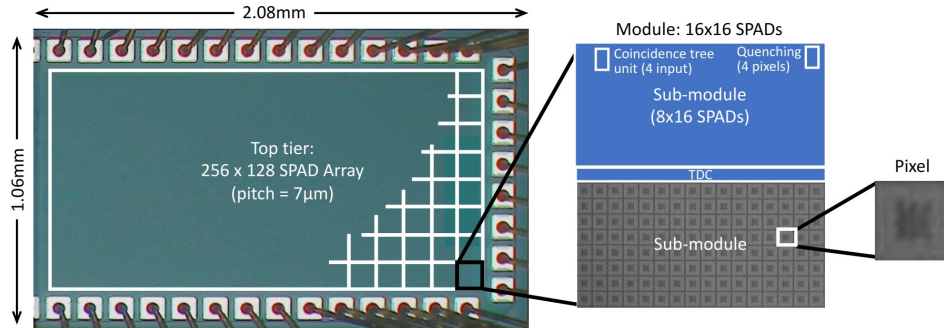 2.08mm
1.06mm
Top tier:
256 x 128 SPAD Array
(pitch = 7μm)
Module: 16x16 SPADs
Coincidence tree
unit (4 input)
Quenching
(4 pixels)
Sub-module
(8x16 SPADs)
TDC
Sub-module
Pixel